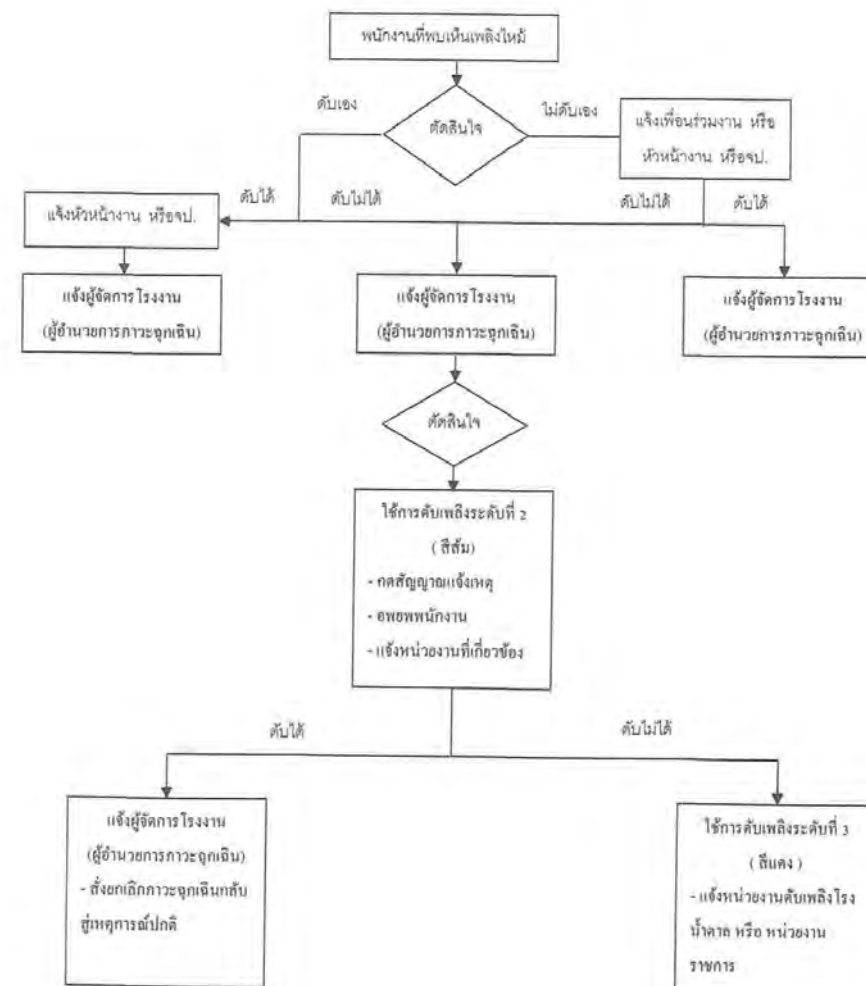 พนักงานที่พบเห็นเพลิงไหม้
ดับเอง
ไม่ดับเอง
ตัดสินใจ
แจ้งเพื่อนร่วมงาน หรือ
หัวหน้างาน หรือจป.
แจ้งหัวหน้างาน หรือจป.
ดับได้
ดับไม่ได้
ดับไม่ได้
ดับได้
แจ้งผู้จัดการโรงงาน
(ผู้อำนวยการภาวะฉุกเฉิน)
แจ้งผู้จัดการโรงงาน
(ผู้อำนวยการภาวะฉุกเฉิน)
แจ้งผู้จัดการโรงงาน
(ผู้อำนวยการภาวะฉุกเฉิน)
ตัดสินใจ
ใช้การดับเพลิงระดับที่ 2
( สีส้ม)
- กดสัญญาณแจ้งเหตุ
- อพยพพนักงาน
- แจ้งหน่วยงานที่เกี่ยวข้อง
ดับได้
ดับไม่ได้
แจ้งผู้จัดการโรงงาน
(ผู้อำนวยการภาวะฉุกเฉิน)
- สั่งยกเลิกภาวะฉุกเฉินกลับ
สู่เหตุการณ์ปกติ
ใช้การดับเพลิงระดับที่ 3
( สีแดง )
- แจ้งหน่วยงานดับเพลิงโรง
น้ำตาล หรือ หน่วยงาน
ราชการ